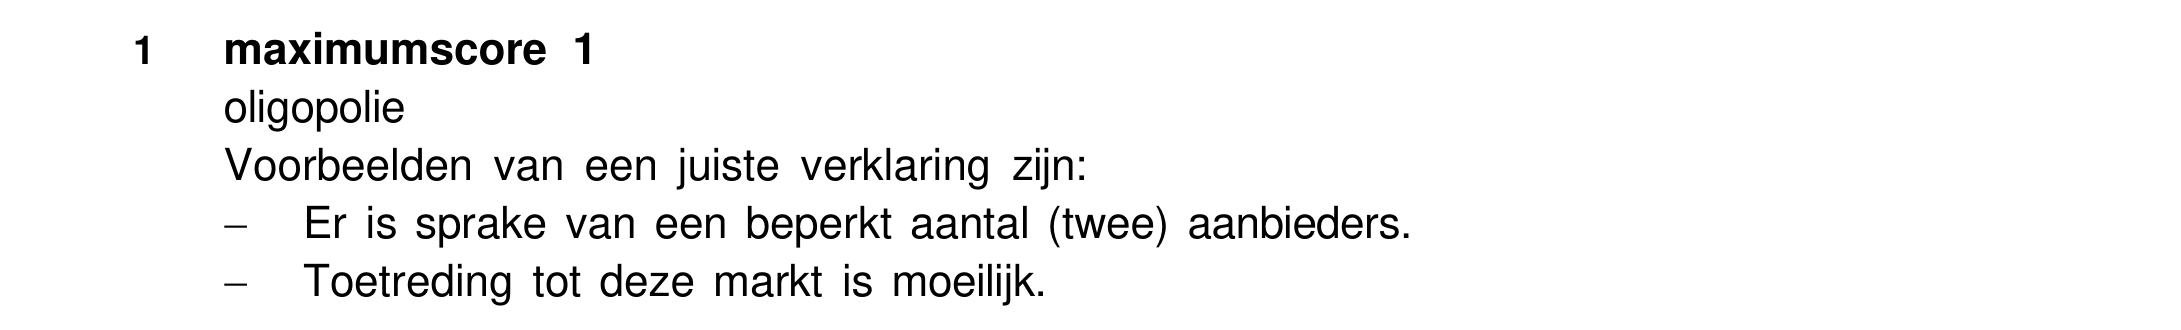 1 maximumscore 1
oligopolie
Voorbeelden van een juiste verklaring zijn:
– Er is sprake van een beperkt aantal (twee) aanbieders.
– Toetreding tot deze markt is moeilijk.